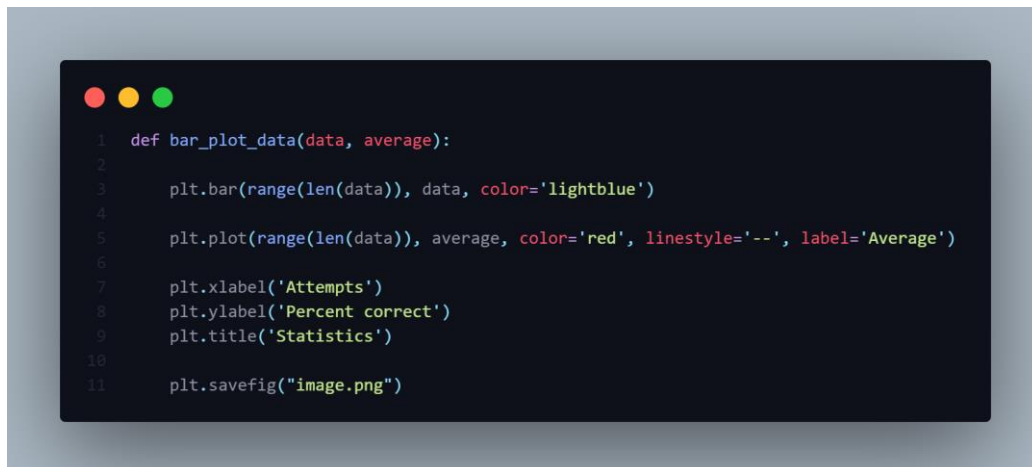 1 def bar_plot_data(data, average):
2
3 plt.bar(range(len(data)), data, color='lightblue')
4
5 plt.plot(range(len(data)), average, color='red', linestyle='--', label='Average')
6
7 plt.xlabel('Attempts')
8 plt.ylabel('Percent correct')
9 plt.title('Statistics')
10
11 plt.savefig("image.png")